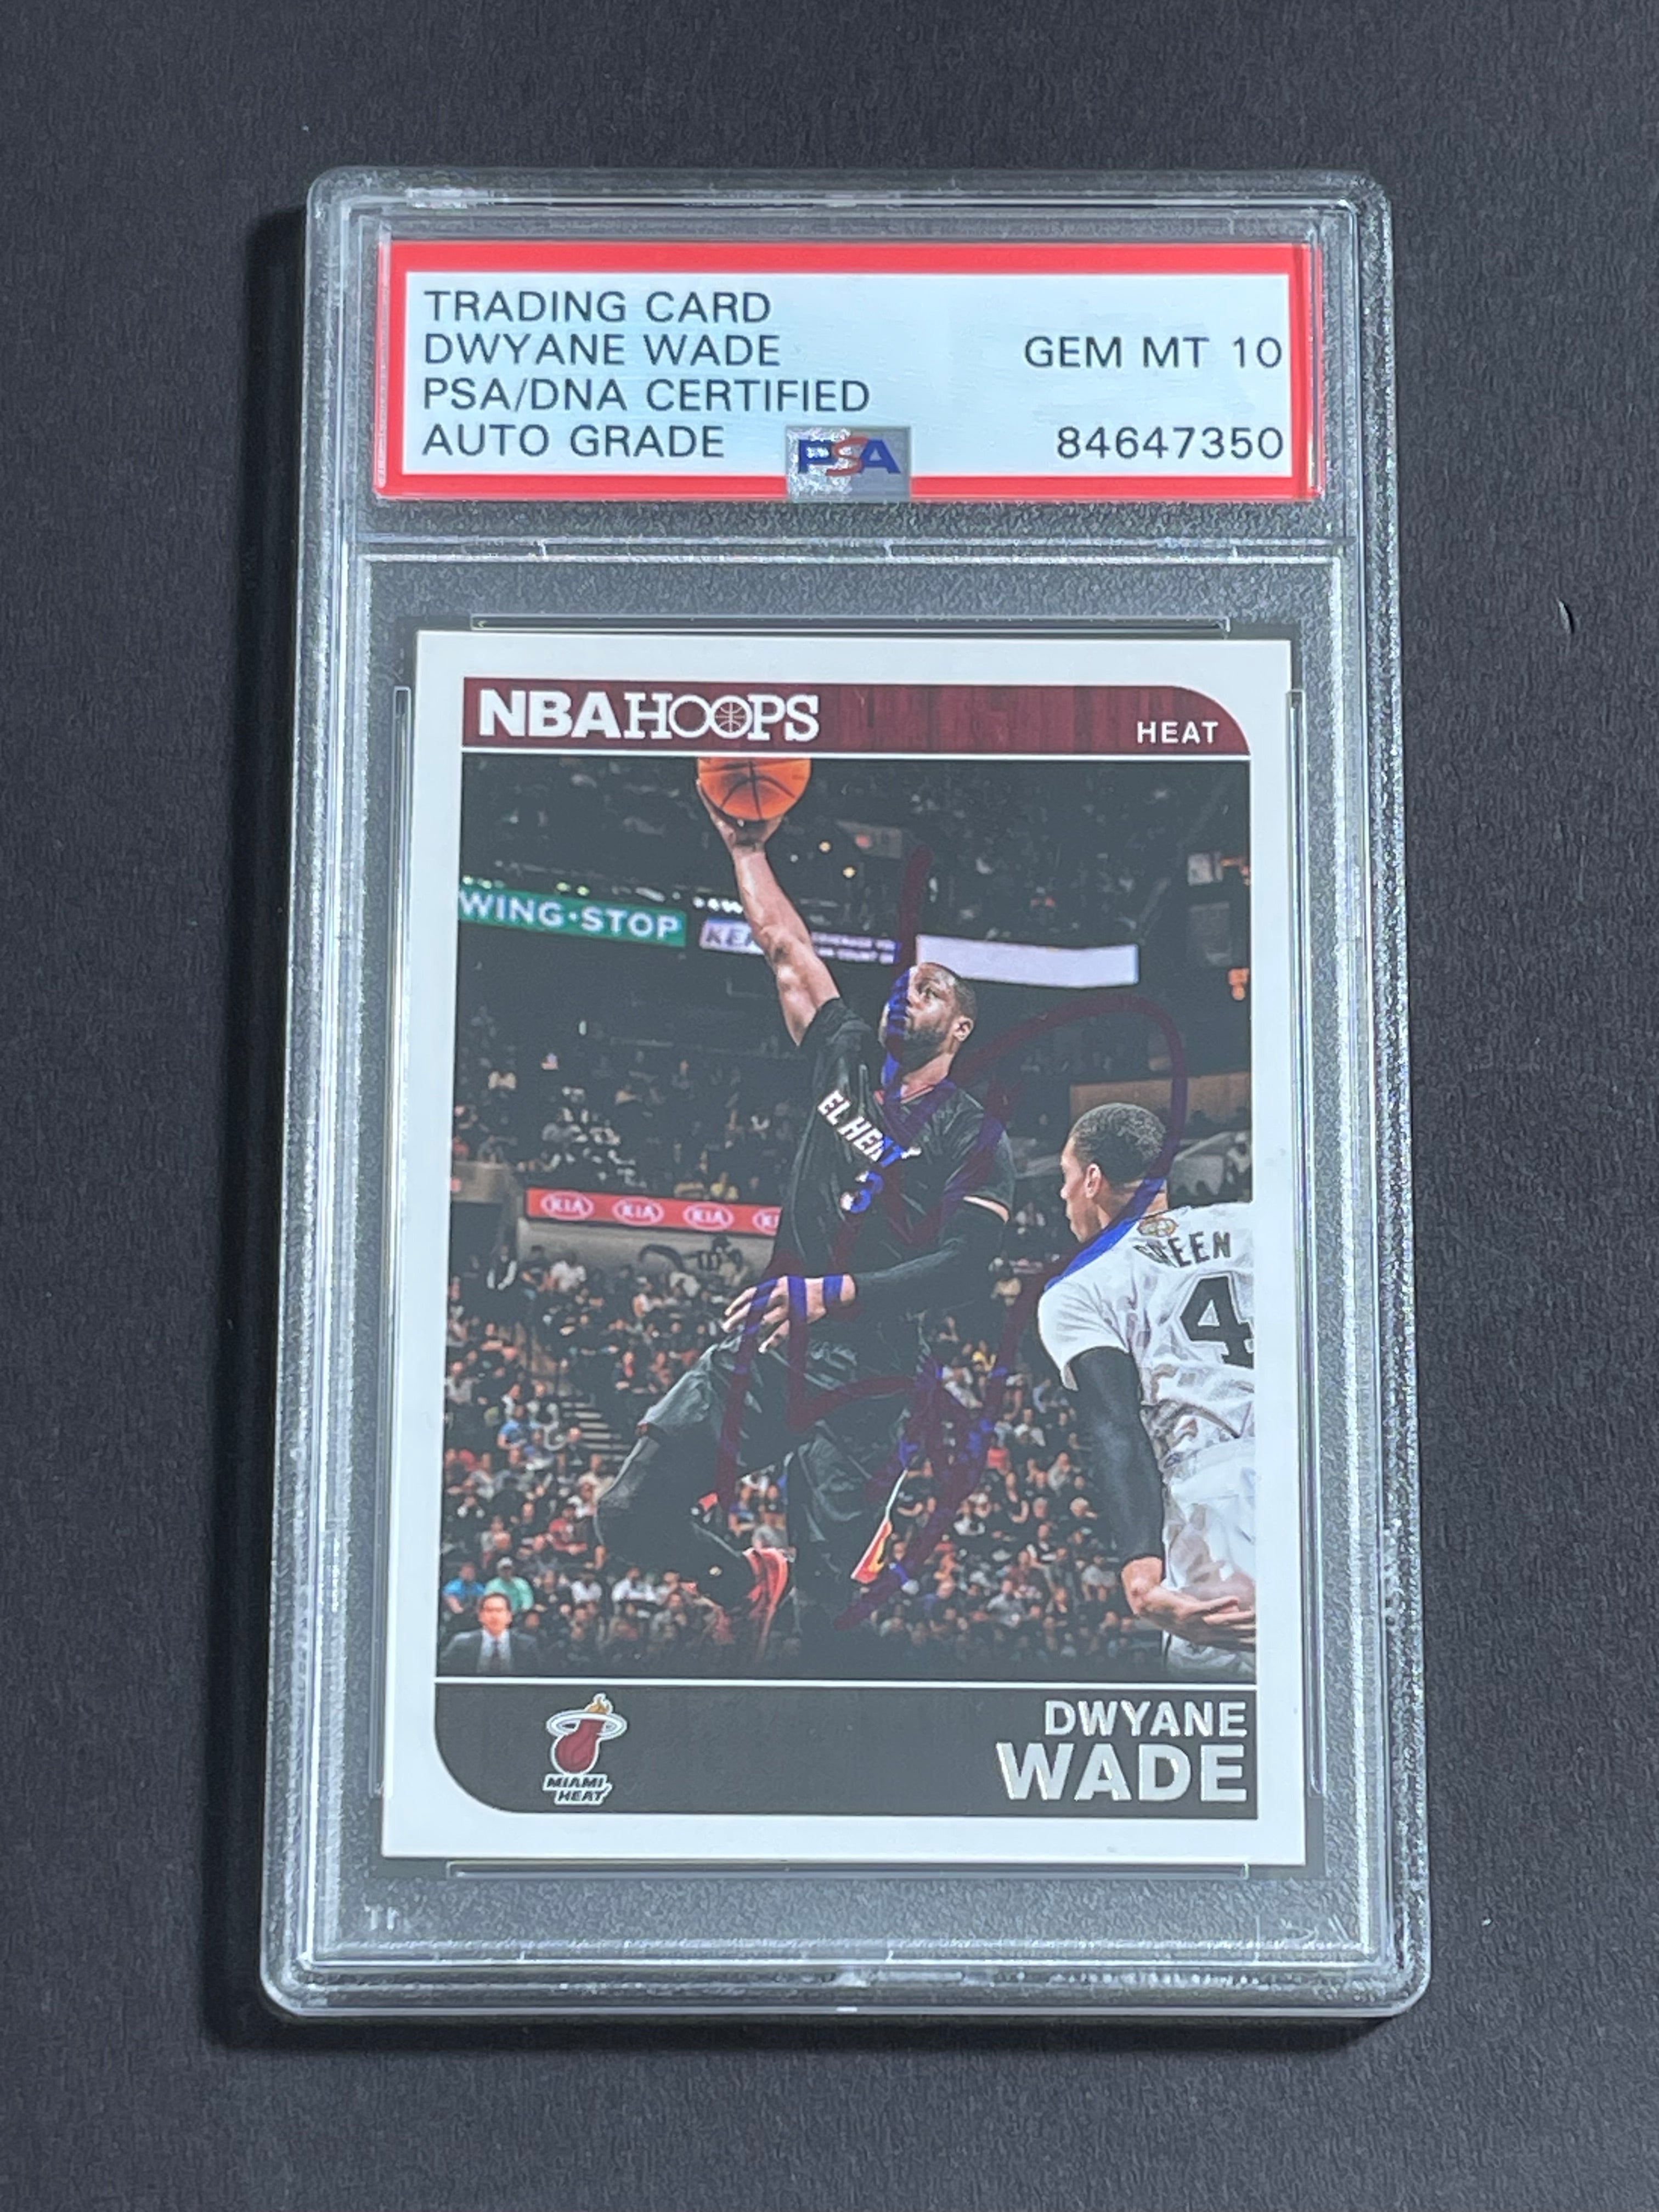 TRADING CARD
DWYANE WADE
GEM MT 10
PSA/DNA CERTIFIED
AUTO GRADE
PSA
84647350
NBAHOOPS
HEAT
WING·STOP
EL HEAT
3
KIA KIA KIA
GREEN
4
MIAMI
HEAT
DWYANE
WADE